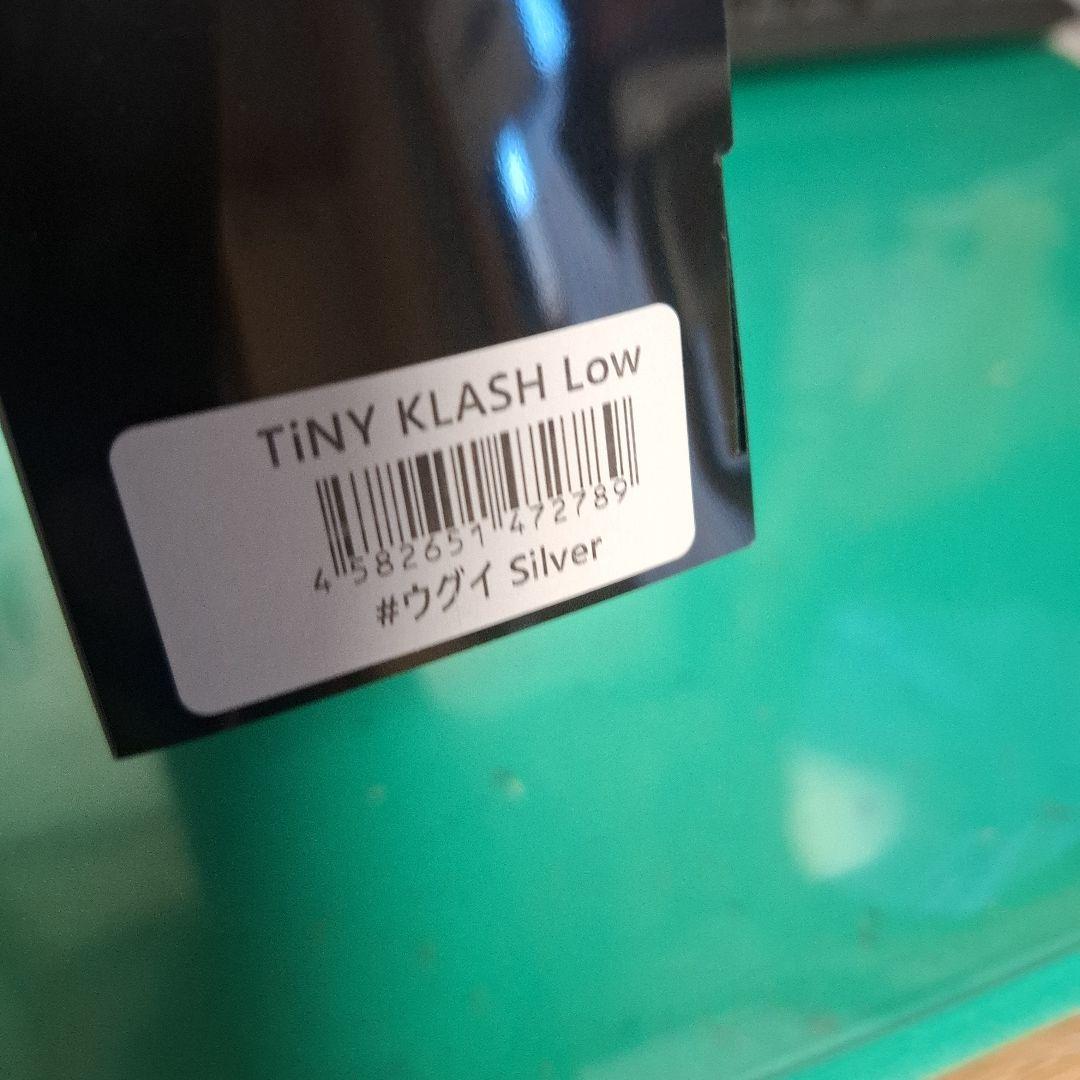 TiNY KLASH Low
4 582651 472789
#ウグイ Silver